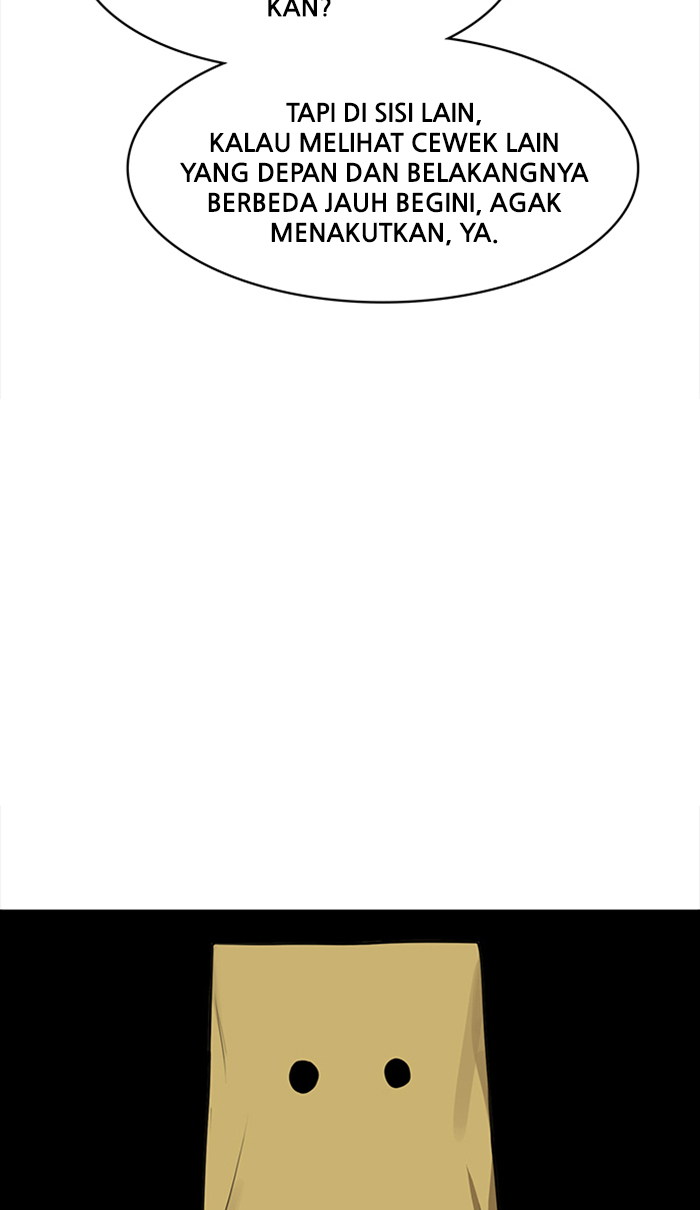 KAN?
TAPI DI SISI LAIN,
KALAU MELIHAT CEWEK LAIN
YANG DEPAN DAN BELAKANGNYA
BERBEDA JAUH BEGINI, AGAK
MENAKUTKAN, YA.